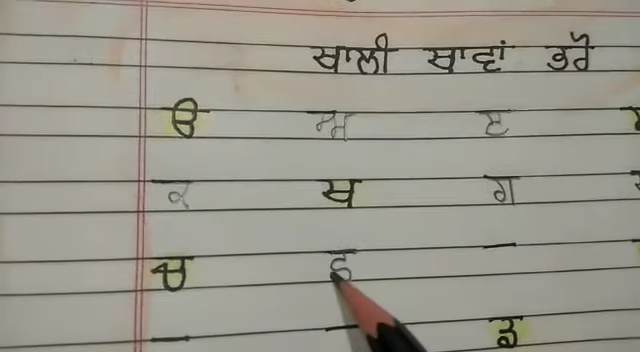 ਖਾਲੀ ਥਾਵਾਂ ਭਰੋ
ੳ ਅ ੲ
ਕ ਖ ਗ
ਚ ਛ
ਡ